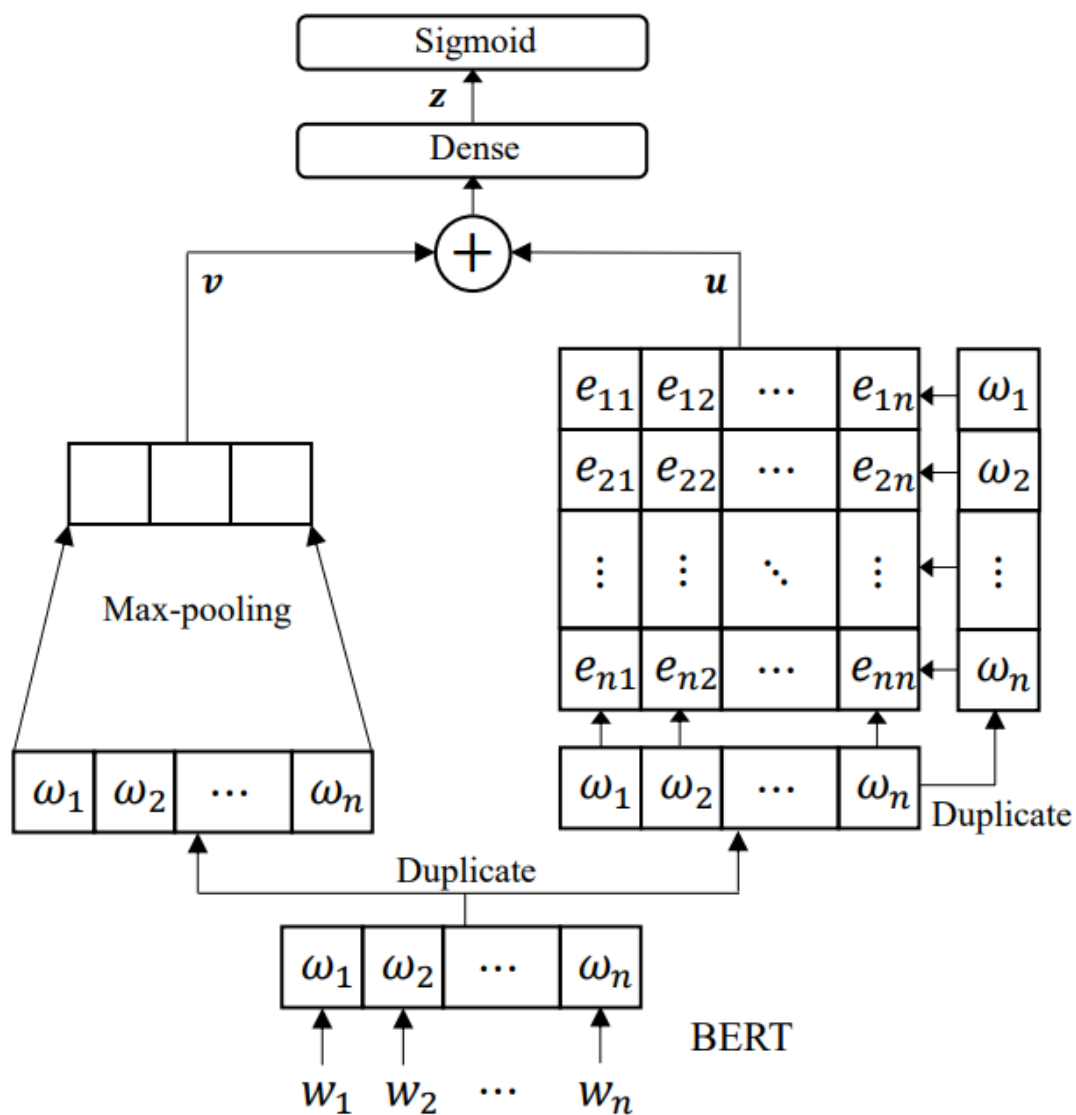 Sigmoid
z
Dense
+
v u
e₁₁ e₁₂ ⋯ e₁ₙ ω₁
e₂₁ e₂₂ ⋯ e₂ₙ ω₂
⋮ ⋮ ⋱ ⋮ ⋮
Max-pooling
eₙ₁ eₙ₂ ⋯ eₙₙ ωₙ
ω₁ ω₂ ⋯ ωₙ
ω₁ ω₂ ⋯ ωₙ
Duplicate
Duplicate
ω₁ ω₂ ⋯ ωₙ
BERT
w₁ w₂ ⋯ wₙ